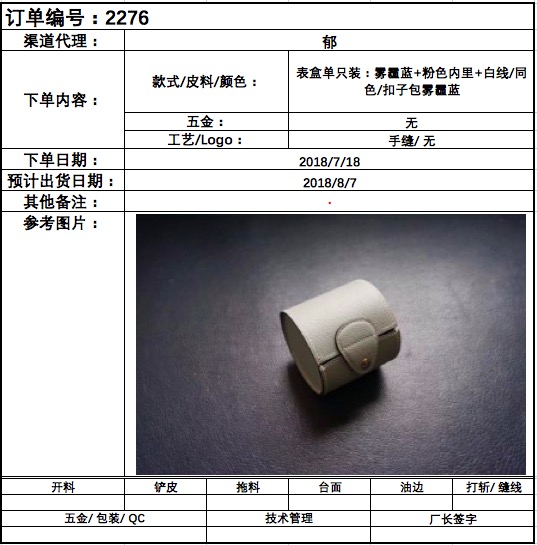 订单编号：2276
渠道代理：
郁
下单内容：
款式/皮料/颜色：
表盒单只装：雾霾蓝+粉色内里+白线/同
色/扣子包雾霾蓝
五金：
无
工艺/Logo：
手缝/ 无
下单日期：
2018/7/18
预计出货日期：
2018/8/7
其他备注：
参考图片：
开料
铲皮
拖料
台面
油边
打斩/ 缝线
五金/ 包装/ QC
技术管理
厂长签字